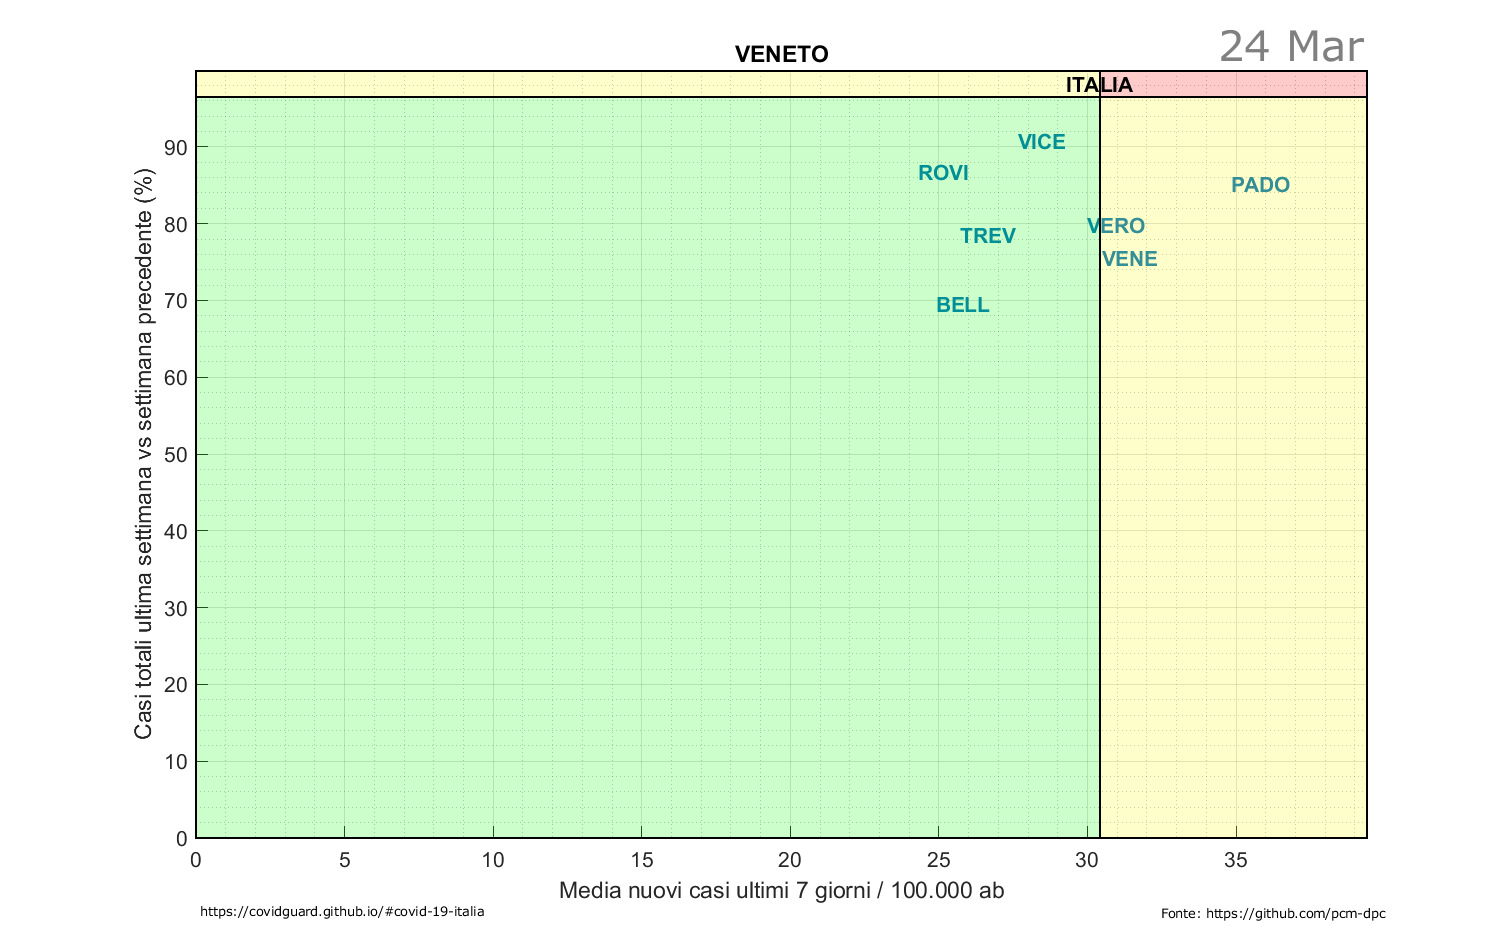 24 Mar
VENETO
ITALIA
VICE
ROVI
PADO
VERO
TREV
VENE
BELL
Casi totali ultima settimana vs settimana precedente (%)
90
80
70
60
50
40
30
20
10
0
0 5 10 15 20 25 30 35
Media nuovi casi ultimi 7 giorni / 100.000 ab
https://covidguard.github.io/#covid-19-italia
Fonte: https://github.com/pcm-dpc